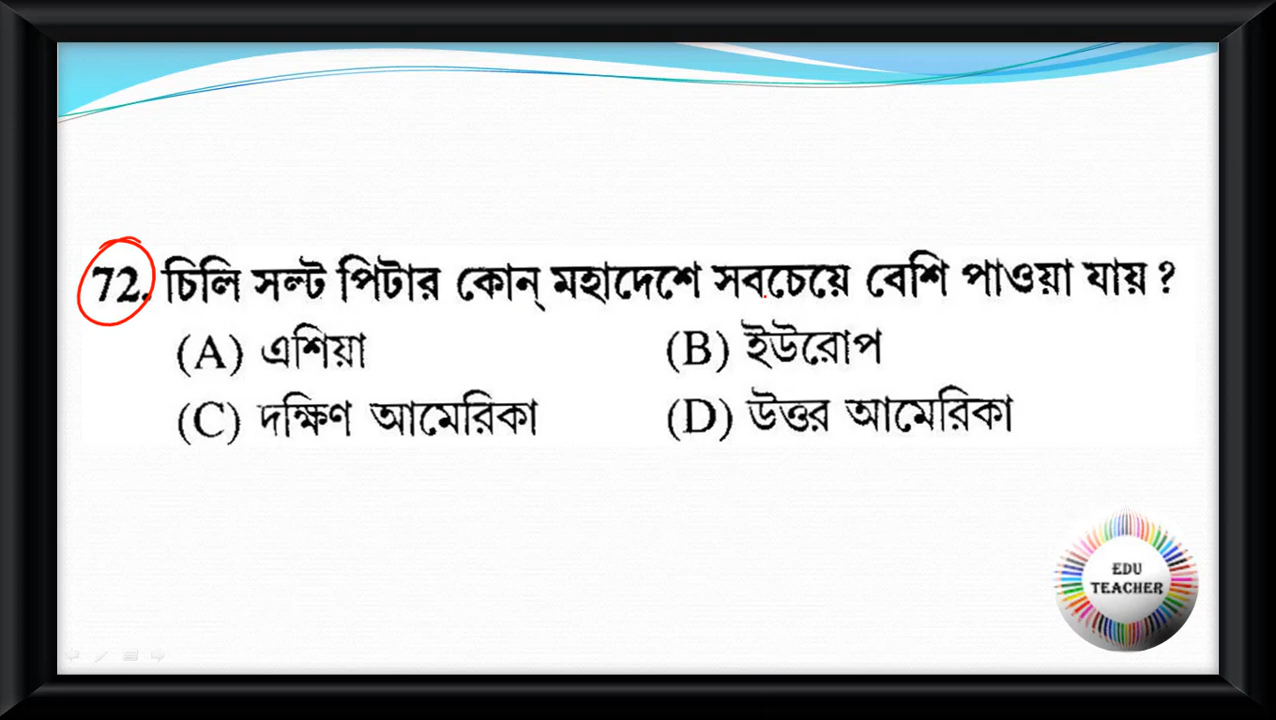 72. চিলি সল্ট পিটার কোন্ মহাদেশে সবচেয়ে বেশি পাওয়া যায় ?
(A) এশিয়া (B) ইউরোপ
(C) দক্ষিণ আমেরিকা (D) উত্তর আমেরিকা
EDU
TEACHER